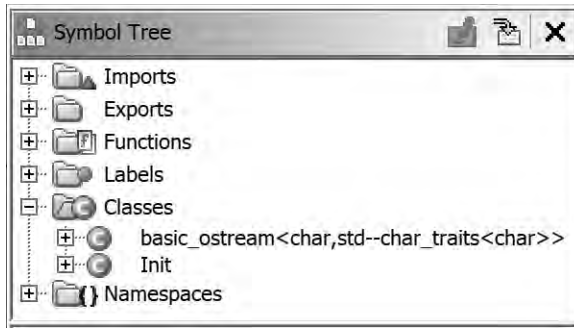 Symbol Tree
Imports
Exports
Functions
Labels
Classes
basic_ostream<char,std--char_traits<char>>
Init
Namespaces